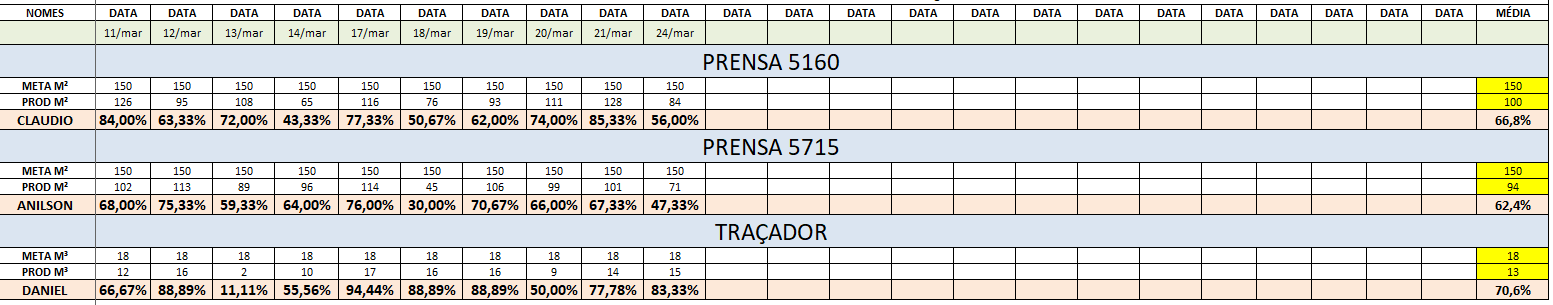 NOMES DATA DATA DATA DATA DATA DATA DATA DATA DATA DATA DATA DATA DATA DATA DATA DATA DATA DATA DATA DATA DATA DATA DATA MÉDIA
11/mar 12/mar 13/mar 14/mar 17/mar 18/mar 19/mar 20/mar 21/mar 24/mar
PRENSA 5160
META M² 150 150 150 150 150 150 150 150 150 150 150
PROD M² 126 95 108 65 116 76 93 111 128 84 100
CLAUDIO 84,00% 63,33% 72,00% 43,33% 77,33% 50,67% 62,00% 74,00% 85,33% 56,00% 66,8%
PRENSA 5715
META M² 150 150 150 150 150 150 150 150 150 150 150
PROD M² 102 113 89 96 114 45 106 99 101 71 94
ANILSON 68,00% 75,33% 59,33% 64,00% 76,00% 30,00% 70,67% 66,00% 67,33% 47,33% 62,4%
TRAÇADOR
META M³ 18 18 18 18 18 18 18 18 18 18 18
PROD M³ 12 16 2 10 17 16 16 9 14 15 13
DANIEL 66,67% 88,89% 11,11% 55,56% 94,44% 88,89% 88,89% 50,00% 77,78% 83,33% 70,6%